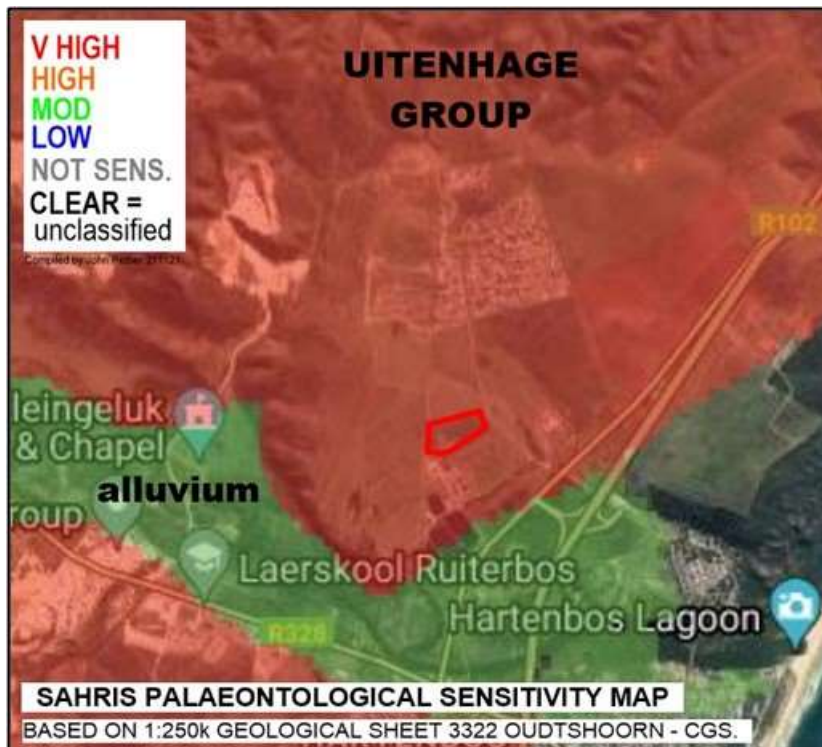 V HIGH
HIGH
MOD
LOW
NOT SENS.
CLEAR =
unclassified
UITENHAGE
GROUP
R102
leingeluk
& Chapel
alluvium
roup
Laerskool Ruiterbos
R328
Hartenbos Lagoon
SAHRIS PALAEONTOLOGICAL SENSITIVITY MAP
BASED ON 1:250k GEOLOGICAL SHEET 3322 OUDTSHOORN - CGS.